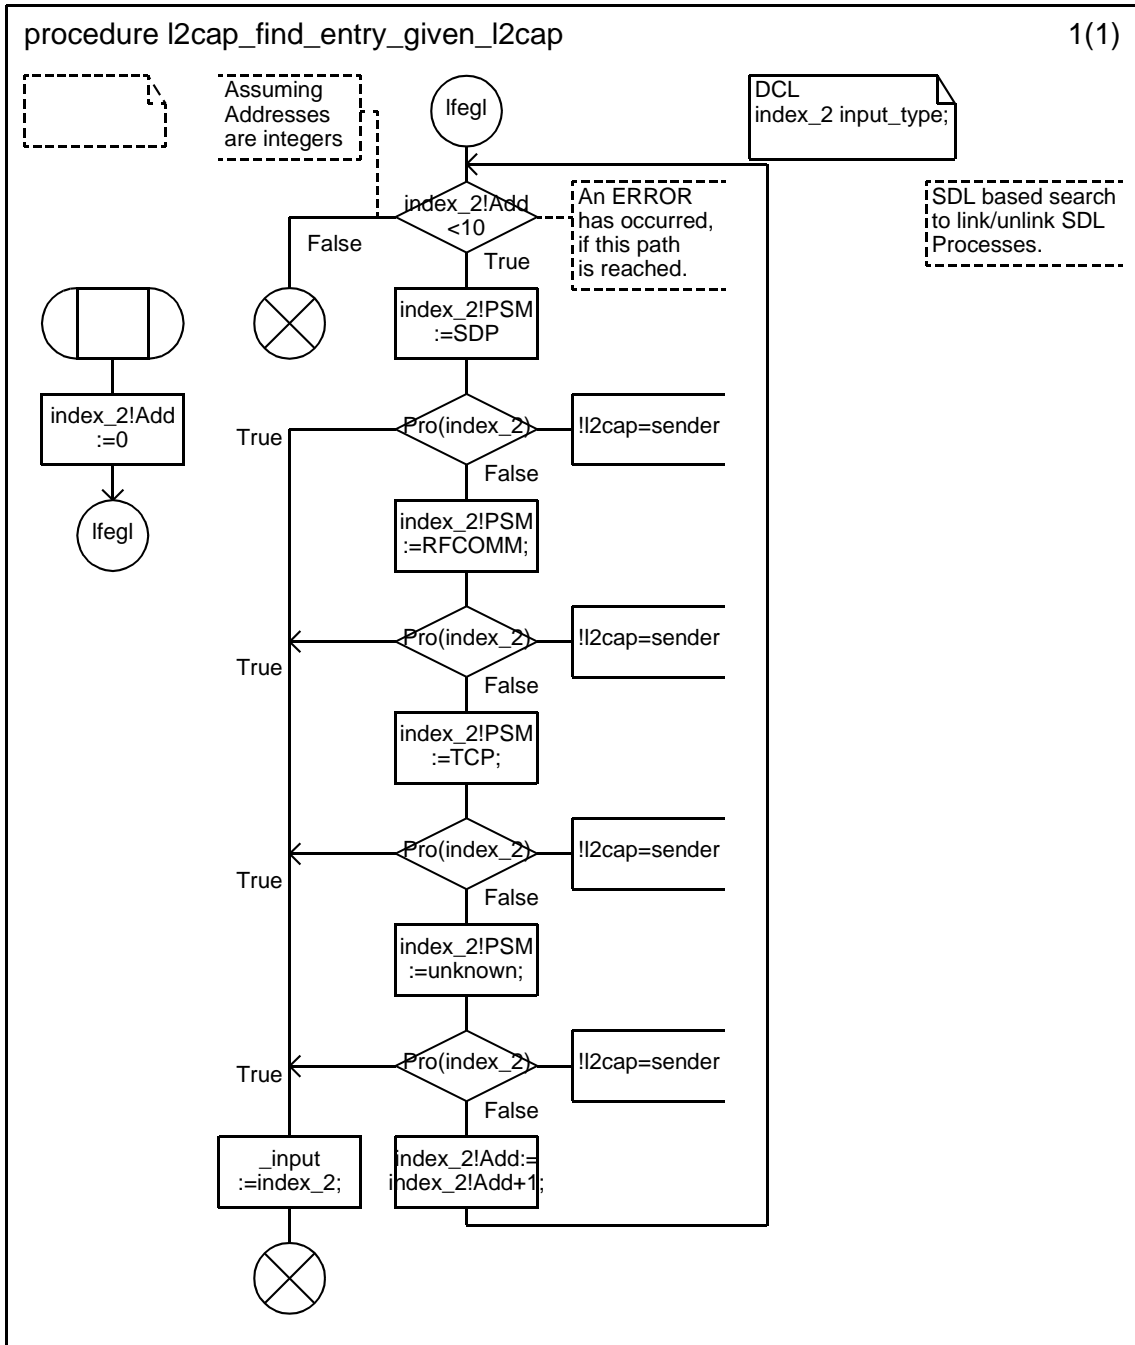 procedure l2cap_find_entry_given_l2cap
1(1)
Assuming
Addresses
are integers
lfegl
DCL
index_2 input_type;
index_2!Add
<10
An ERROR
has occurred,
if this path
is reached.
SDL based search
to link/unlink SDL
Processes.
False
True
index_2!PSM
:=SDP
index_2!Add
:=0
True
Pro(index_2)
!l2cap=sender
False
lfegl
index_2!PSM
:=RFCOMM;
Pro(index_2)
!l2cap=sender
True
False
index_2!PSM
:=TCP;
Pro(index_2)
!l2cap=sender
True
False
index_2!PSM
:=unknown;
Pro(index_2)
!l2cap=sender
True
False
_input
:=index_2;
index_2!Add:=
index_2!Add+1;